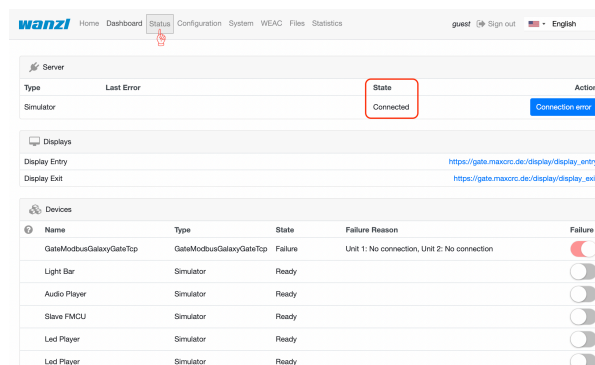 wanzl Home Dashboard Status Configuration System WEAC Files Statistics guest Sign out English
Server
Type Last Error State Action
Simulator Connected Connection error
Displays
Display Entry https://gate.maxcrc.de:/display/display_entry
Display Exit https://gate.maxcrc.de:/display/display_exi
Devices
Name Type State Failure Reason Failure
GateModbusGalaxyGateTcp GateModbusGalaxyGateTcp Failure Unit 1: No connection, Unit 2: No connection
Light Bar Simulator Ready
Audio Player Simulator Ready
Slave FMCU Simulator Ready
Led Player Simulator Ready
Led Player Simulator Ready